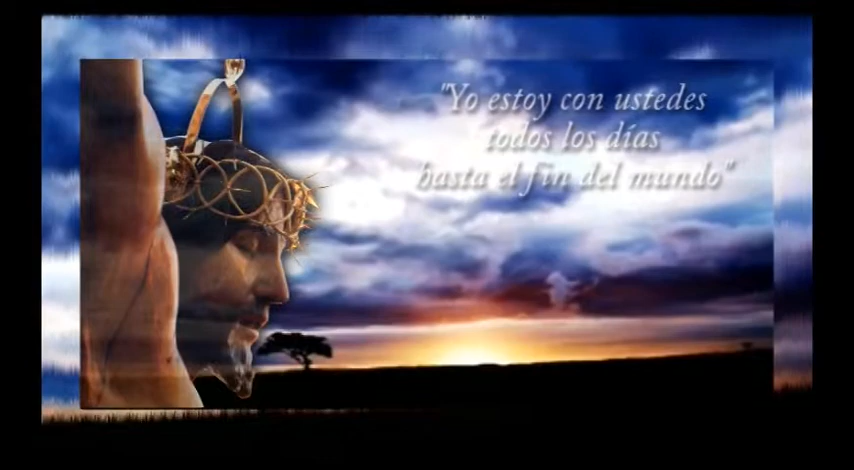 "Yo estoy con ustedes
todos los días
hasta el fin del mundo"